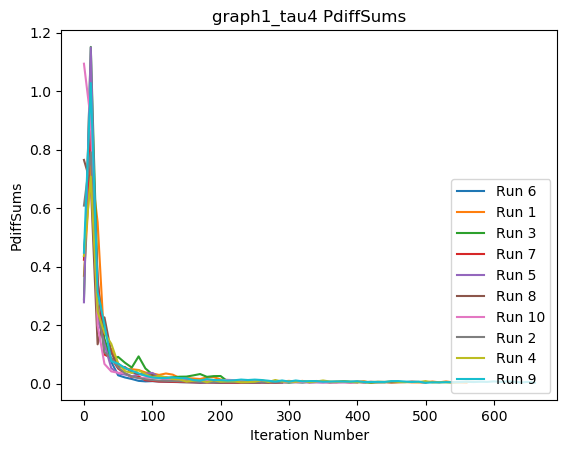 graph1_tau4 PdiffSums
1.2
1.0
0.8
0.6
0.4
0.2
0.0
PdiffSums
Run 6
Run 1
Run 3
Run 7
Run 5
Run 8
Run 10
Run 2
Run 4
Run 9
0 100 200 300 400 500 600
Iteration Number